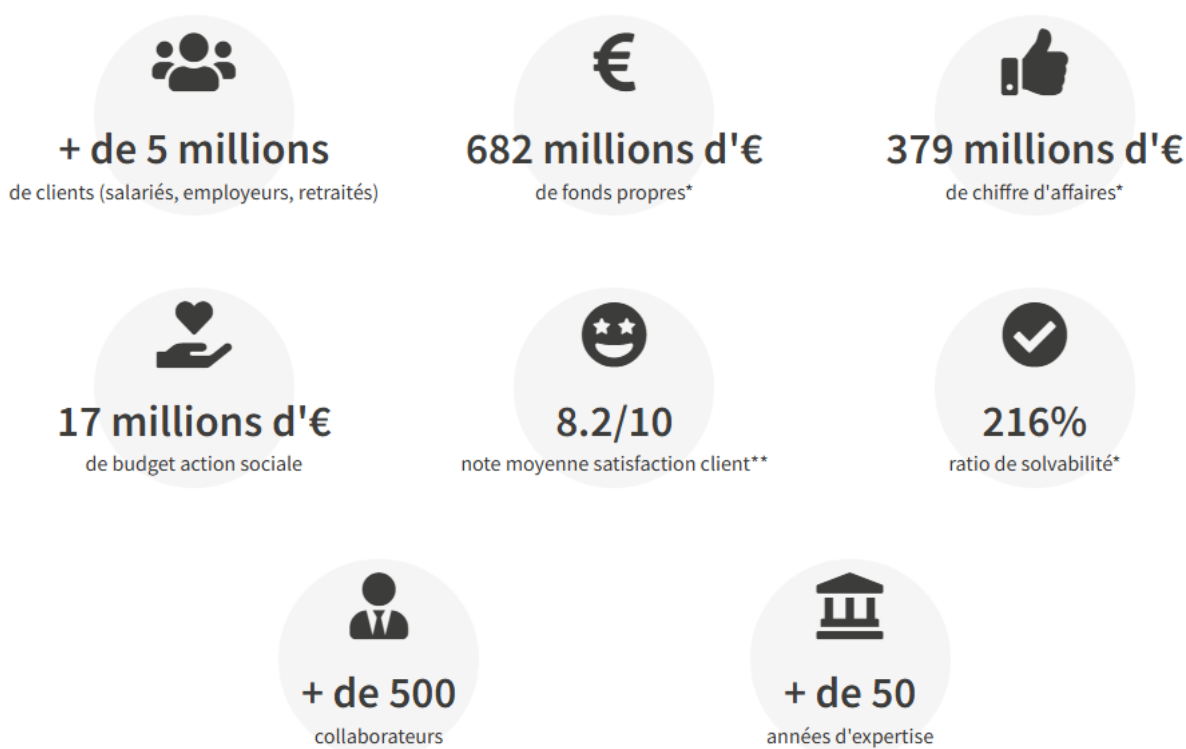 + de 5 millions
de clients (salariés, employeurs, retraités)
682 millions d'€
de fonds propres*
379 millions d'€
de chiffre d'affaires*
17 millions d'€
de budget action sociale
8.2/10
note moyenne satisfaction client**
216%
ratio de solvabilité*
+ de 500
collaborateurs
+ de 50
années d'expertise